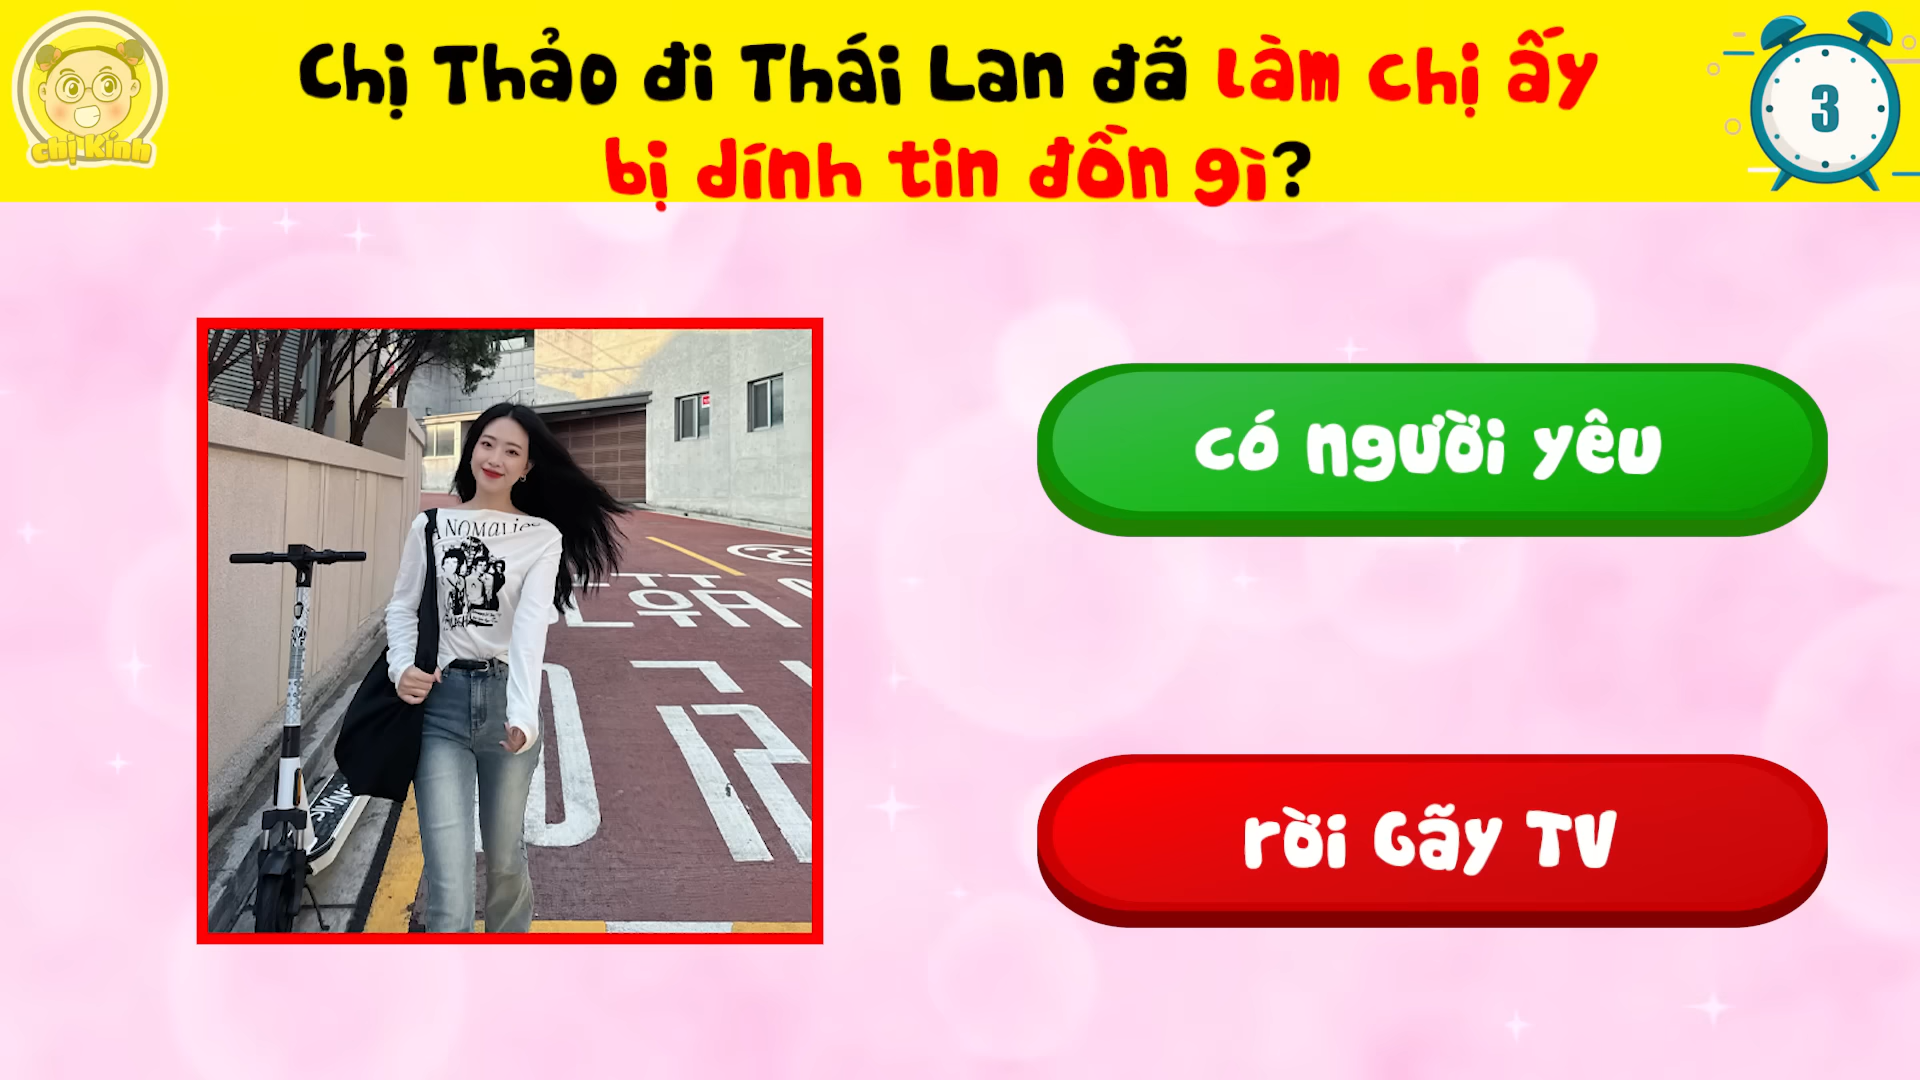 Chị Thảo đi Thái Lan đã làm chị ấy
bị dính tin đồn gì?
chị Kính
3
có người yêu
rời Gãy TV
ANOMALies